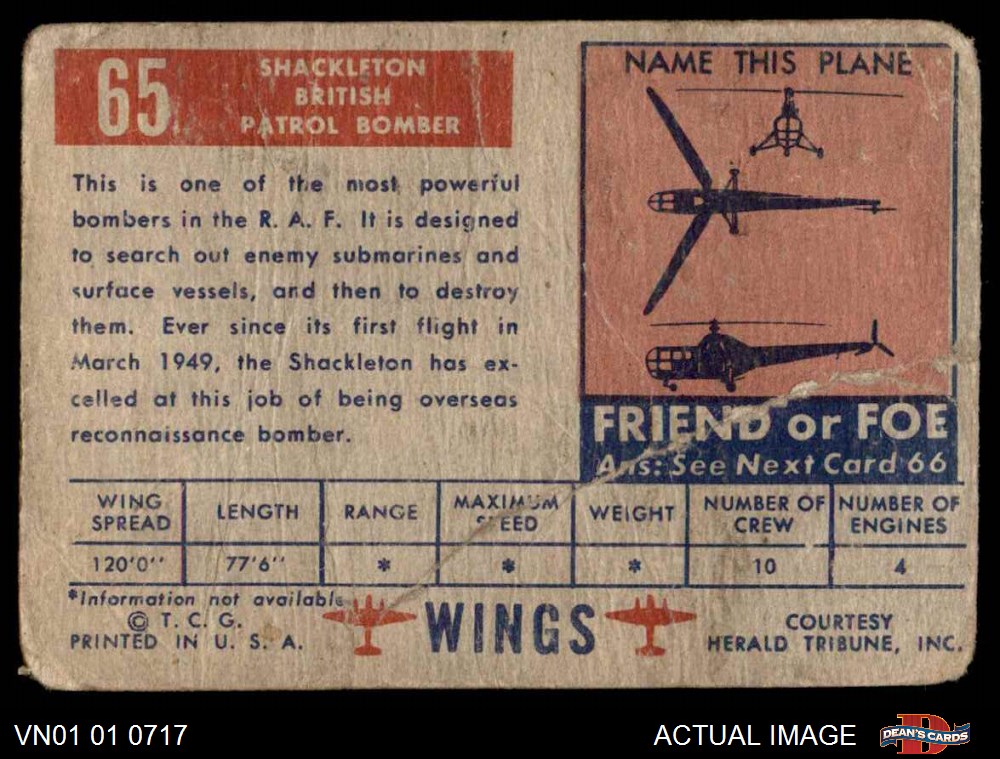 65
SHACKLETON
BRITISH
PATROL BOMBER
This is one of the most powerful
bombers in the R. A. F. It is designed
to search out enemy submarines and
surface vessels, and then to destroy
them. Ever since its first flight in
March 1949, the Shackleton has ex-
celled at this job of being overseas
reconnaissance bomber.
NAME THIS PLANE
FRIEND or FOE
Ans: See Next Card 66
WING SPREAD LENGTH RANGE MAXIMUM SPEED WEIGHT NUMBER OF CREW NUMBER OF ENGINES
120'0'' 77'6'' * * * 10 4
*Information not available
© T. C. G.
PRINTED IN U. S. A.
WINGS
COURTESY
HERALD TRIBUNE, INC.
VN01 01 0717
ACTUAL IMAGE
D
DEAN'S CARDS